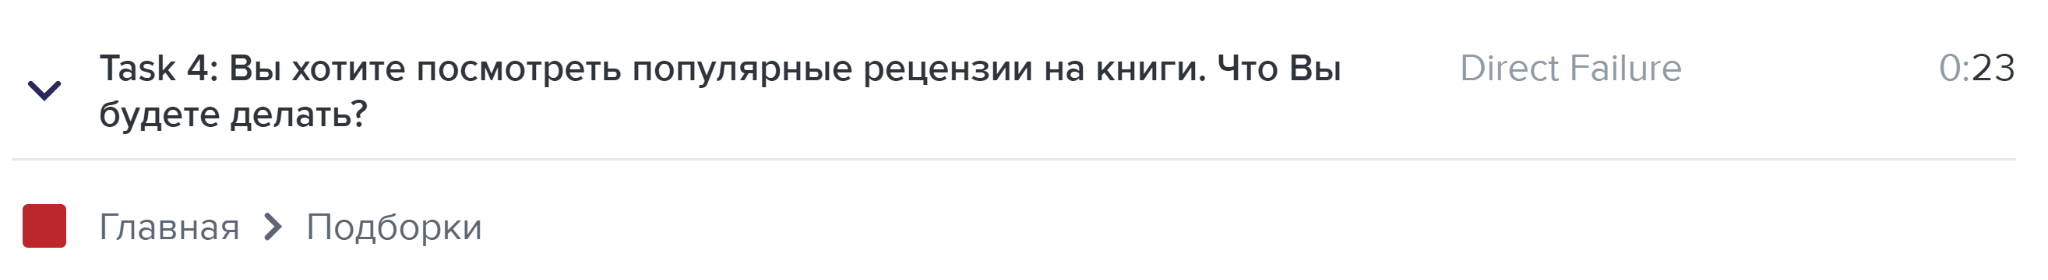 Task 4: Вы хотите посмотреть популярные рецензии на книги. Что Вы
будете делать?
Direct Failure
0:23
Главная > Подборки